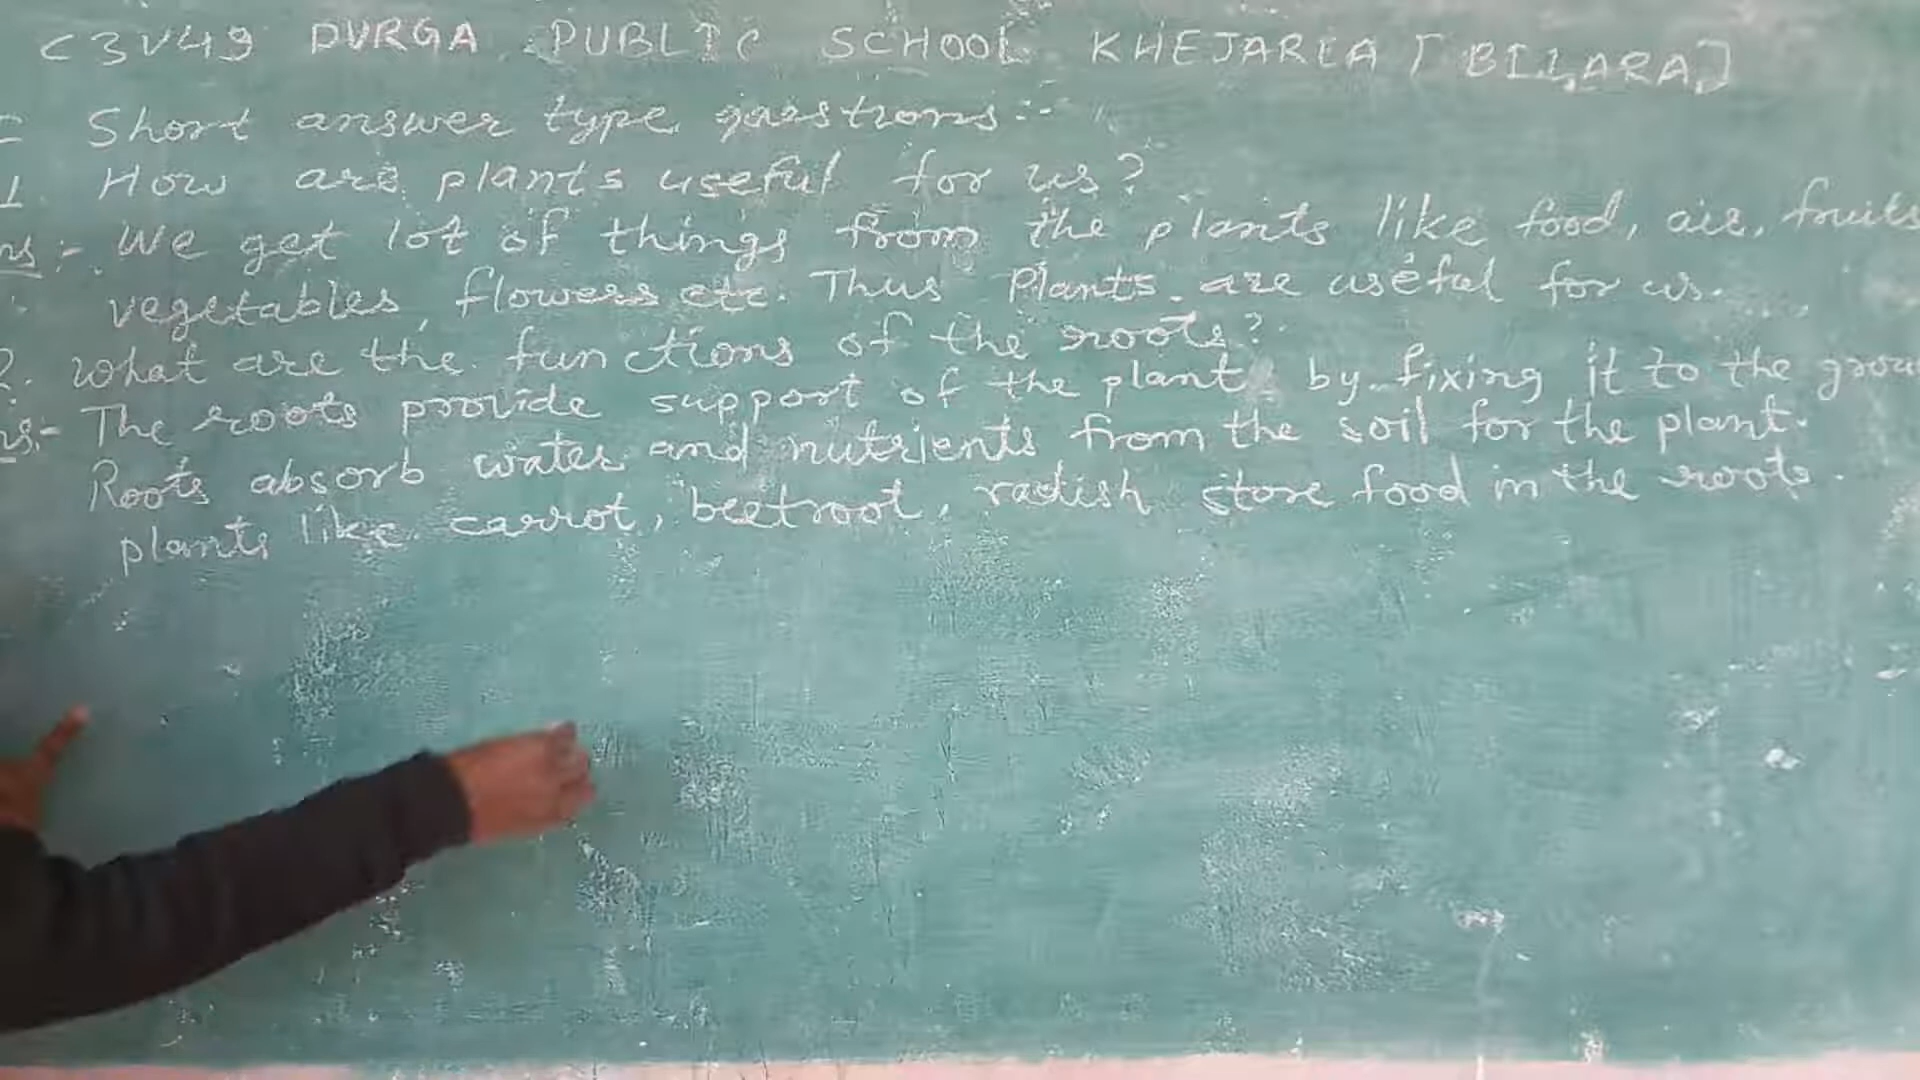 C3V49 DURGA PUBLIC SCHOOL KHEJARLA [BILARA]
C Short answer type questions:-
1. How are plants useful for us?
ns:- We get lot of things from the plants like food, air, fruits
vegetables, flowers etc. Thus Plants are useful for us.
2. What are the functions of the roots?
ns:- The roots provide support of the plant by fixing it to the groun
Roots absorb water and nutrients from the soil for the plant.
plants like carrot, beetroot, radish store food in the roots.